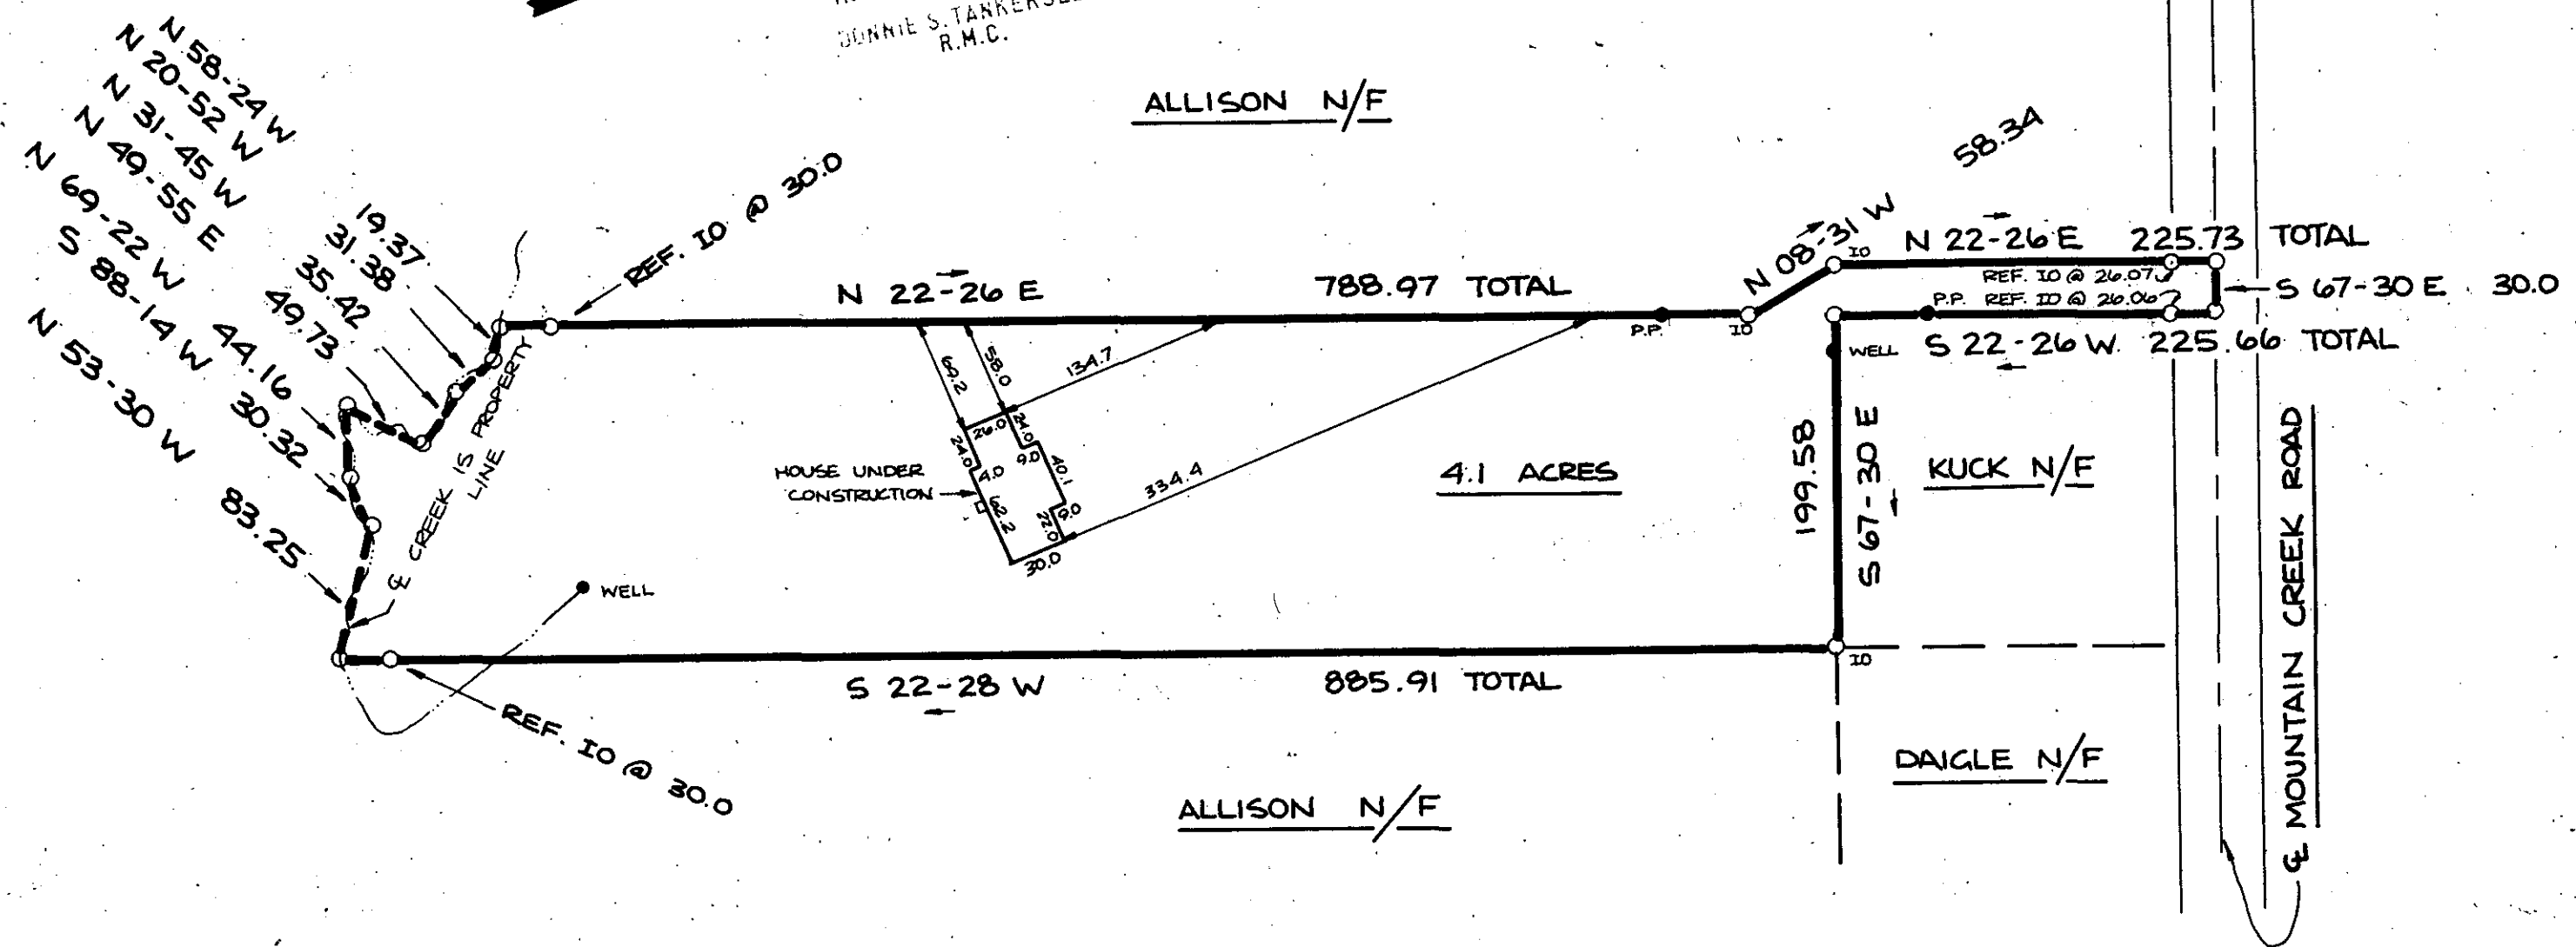 DONNIE S. TANKERSLEY
R.M.C.
ALLISON N/F
N 58-24 W
N 20-52 W
N 31-45 W
N 49-55 E
N 69-22 W
S 88-14 W
N 53-30 W
19.37
31.38
35.42
49.73
44.16
30.32
83.25
REF. IO @ 30.0
N 22-26 E
788.97 TOTAL
N 08-31 W
58.34
IO
N 22-26 E
225.73 TOTAL
REF. IO @ 26.07
P.P.
REF. IO @ 26.06
S 67-30 E 30.0
P.P.
IO
WELL
S 22-26 W
225.66 TOTAL
69.2
58.0
134.7
334.4
26.0
24.0
24.0
9.0
4.0
40.1
62.2
9.0
22.0
30.0
HOUSE UNDER
CONSTRUCTION
4.1 ACRES
199.58
S 67-30 E
KUCK N/F
℄ CREEK IS PROPERTY
LINE
WELL
IO
S 22-28 W
885.91 TOTAL
REF. IO @ 30.0
ALLISON N/F
DAIGLE N/F
℄ MOUNTAIN CREEK ROAD